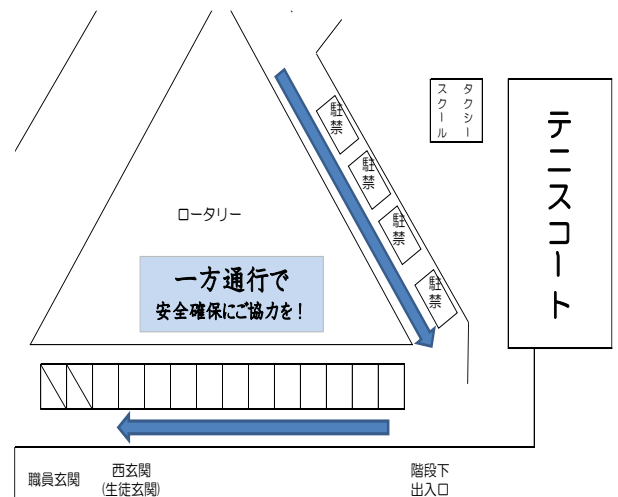 駐禁
駐禁
駐禁
駐禁
スクール
タクシー
テニスコート
ロータリー
一方通行で
安全確保にご協力を！
職員玄関
西玄関
(生徒玄関)
階段下
出入口